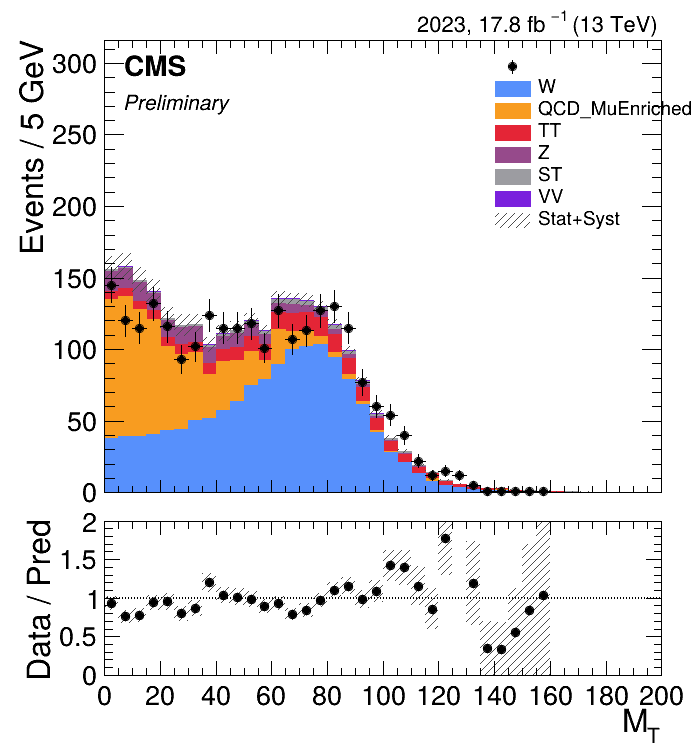 2023, 17.8 fb⁻¹ (13 TeV)
CMS
Preliminary
W
QCD_MuEnriched
TT
Z
ST
VV
Stat+Syst
Events / 5 GeV
300
250
200
150
100
50
0
Data / Pred
2
1.5
1
0.5
0
0 20 40 60 80 100 120 140 160 180 200
M_T